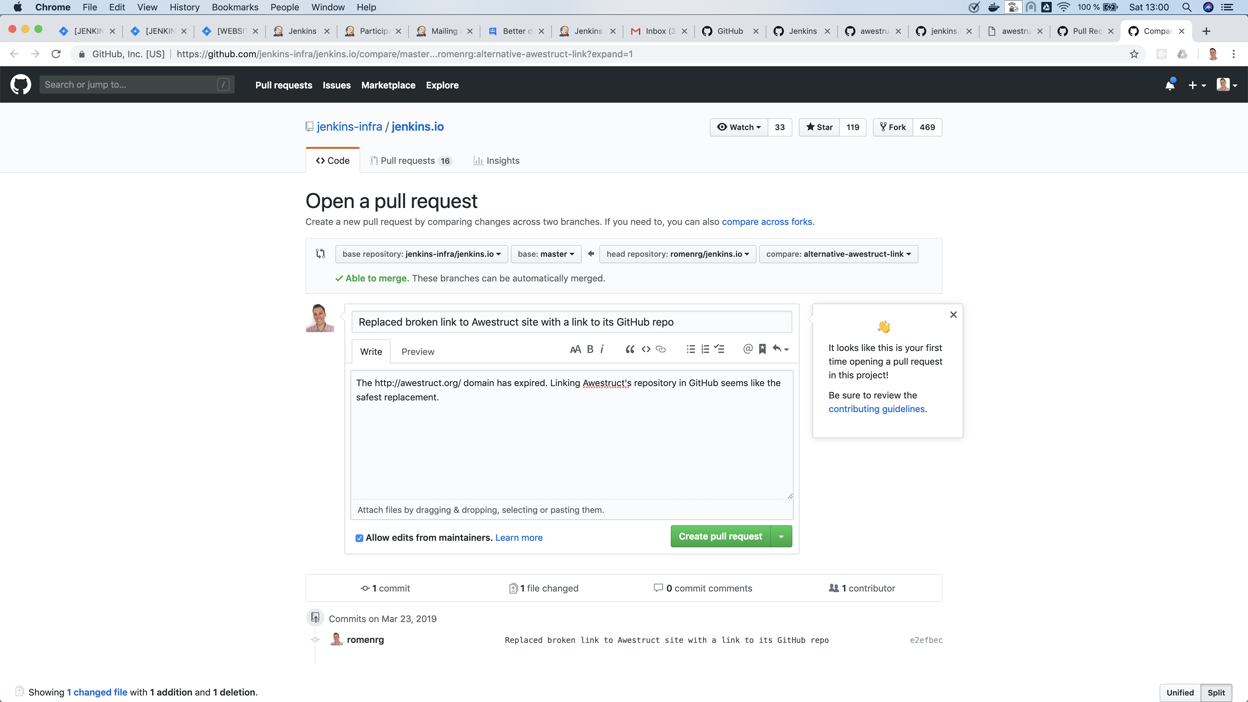 Chrome File Edit View History Bookmarks People Window Help 100 % Sat 13:00
[JENKIN [JENKIN [WEBSI Jenkins Particip Mailing Better d Jenkins Inbox (2 GitHub Jenkins awestru jenkins. awestru Pull Rec Compa
GitHub, Inc. [US] https://github.com/jenkins-infra/jenkins.io/compare/master...romenrg:alternative-awestruct-link?expand=1
Search or jump to... / Pull requests Issues Marketplace Explore
jenkins-infra / jenkins.io Watch 33 Star 119 Fork 469
Code Pull requests 16 Insights
Open a pull request
Create a new pull request by comparing changes across two branches. If you need to, you can also compare across forks.
base repository: jenkins-infra/jenkins.io base: master head repository: romenrg/jenkins.io compare: alternative-awestruct-link
Able to merge. These branches can be automatically merged.
Replaced broken link to Awestruct site with a link to its GitHub repo
Write Preview AA B i
The http://awestruct.org/ domain has expired. Linking Awestruct's repository in GitHub seems like the
safest replacement.
Attach files by dragging & dropping, selecting or pasting them.
Allow edits from maintainers. Learn more Create pull request
It looks like this is your first
time opening a pull request
in this project!
Be sure to review the
contributing guidelines.
1 commit 1 file changed 0 commit comments 1 contributor
Commits on Mar 23, 2019
romenrg Replaced broken link to Awestruct site with a link to its GitHub repo e2efbec
Showing 1 changed file with 1 addition and 1 deletion. Unified Split